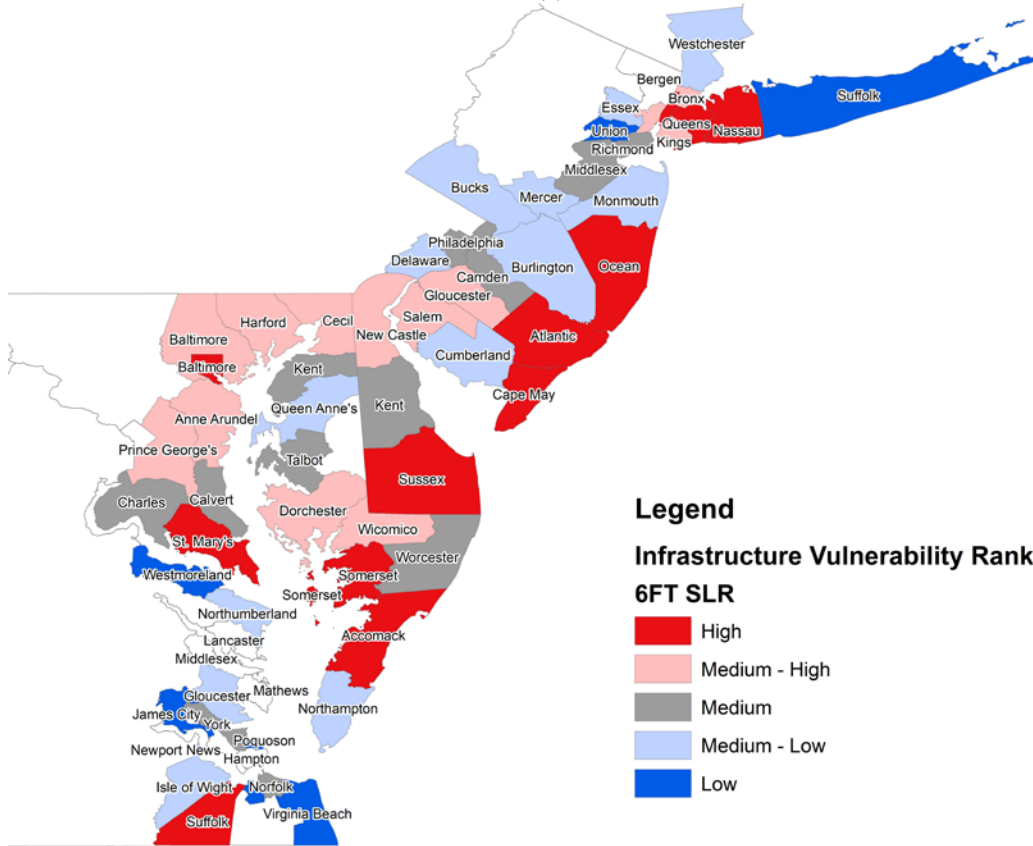 Westchester
Bergen
Bronx
Suffolk
Essex
Queens
Nassau
Union
Kings
Richmond
Middlesex
Bucks
Mercer
Monmouth
Philadelphia
Delaware
Burlington
Ocean
Camden
Gloucester
Harford
Cecil
Salem
New Castle
Atlantic
Baltimore
Cumberland
Baltimore
Kent
Cape May
Kent
Queen Anne's
Anne Arundel
Prince George's
Talbot
Sussex
Charles
Calvert
Dorchester
Wicomico
St. Mary's
Worcester
Westmoreland
Somerset
Somerset
Northumberland
Accomack
Lancaster
Middlesex
Mathews
Gloucester
Northampton
James City
York
Poquoson
Newport News
Hampton
Isle of Wight
Norfolk
Virginia Beach
Suffolk
Legend
Infrastructure Vulnerability Rank
6FT SLR
High
Medium - High
Medium
Medium - Low
Low